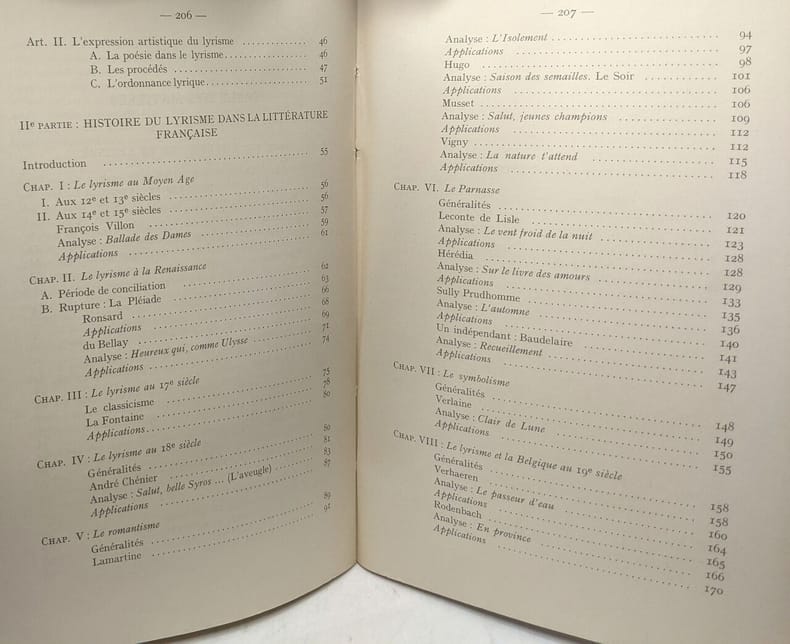 — 206 —
Art. II. L'expression artistique du lyrisme ............. 46
A. La poésie dans le lyrisme................. 46
B. Les procédés ........................... 47
C. L'ordonnance lyrique..................... 51
IIe PARTIE : HISTOIRE DU LYRISME DANS LA LITTÉRATURE
FRANÇAISE
Introduction ........................................ 55
CHAP. I : Le lyrisme au Moyen Age
I. Aux 12e et 13e siècles ........................ 56
II. Aux 14e et 15e siècles ........................ 56
François Villon ........................... 57
Analyse : Ballade des Dames ................ 59
Applications .............................. 61
CHAP. II. Le lyrisme à la Renaissance
A. Période de conciliation ...................... 62
B. Rupture : La Pléiade ........................ 63
Ronsard ................................ 66
Applications ............................. 68
du Bellay ............................... 69
Analyse : Heureux qui, comme Ulysse ......... 71
Applications ............................. 74
CHAP. III : Le lyrisme au 17e siècle
Le classicisme ........................... 75
La Fontaine ............................. 78
Applications............................. 80
CHAP. IV : Le lyrisme au 18e siècle
Généralités ............................. 80
André Chénier ........................... 81
Analyse : Salut, belle Syros ... (L'aveugle) ....... 83
Applications ............................ 87
CHAP. V : Le romantisme
Généralités ............................. 89
Lamartine .............................. 91
— 207 —
Analyse : L'Isolement ........................ 94
Applications ............................... 97
Hugo .................................... 98
Analyse : Saison des semailles. Le Soir ........... 101
Applications ............................... 106
Musset ................................... 106
Analyse : Salut, jeunes champions ............... 109
Applications ............................... 112
Vigny .................................... 112
Analyse : La nature t'attend ................... 115
Applications ............................... 118
CHAP. VI. Le Parnasse
Généralités ............................... 120
Leconte de Lisle ........................... 121
Analyse : Le vent froid de la nuit ............... 123
Applications .............................. 128
Hérédia .................................. 128
Analyse : Sur le livre des amours ............... 129
Applications .............................. 133
Sully Prudhomme .......................... 135
Analyse : L'automne ........................ 136
Applications .............................. 140
Un indépendant : Baudelaire .................. 141
Analyse : Recueillement ..................... 143
Applications .............................. 147
CHAP. VII : Le symbolisme
Généralités ............................... 148
Verlaine .................................. 149
Analyse : Clair de Lune ...................... 150
Applications .............................. 155
CHAP. VIII : Le lyrisme et la Belgique au 19e siècle
Généralités ............................... 158
Verhaeren ................................ 158
Analyse : Le passeur d'eau ................... 160
Applications .............................. 164
Rodenbach ............................... 165
Analyse : En province ....................... 166
Applications .............................. 170